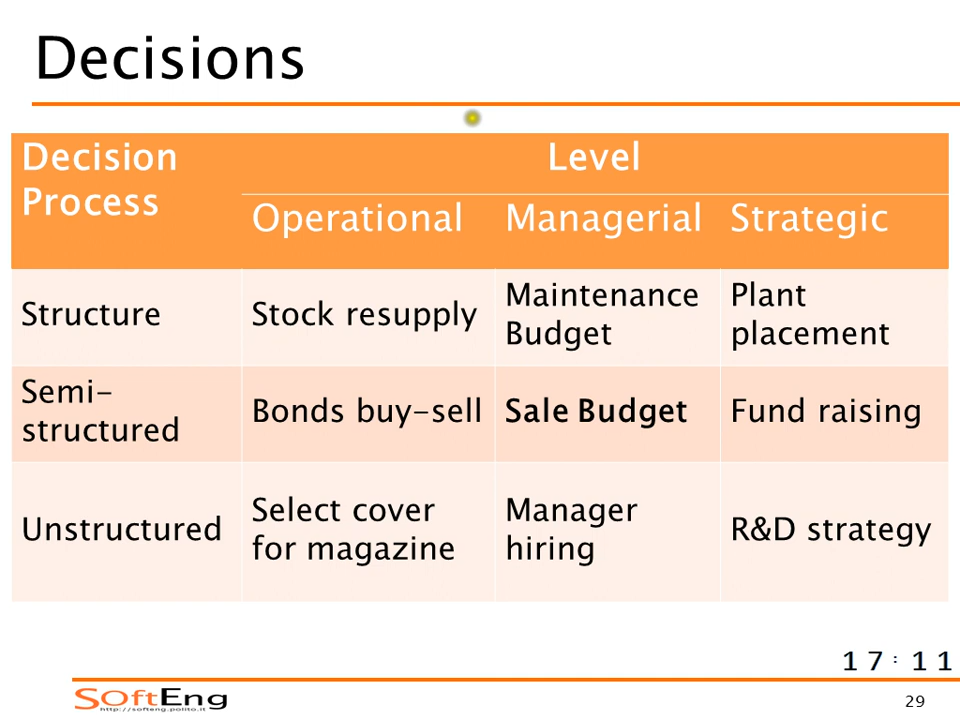 Decisions
Decision
Process
Level
Operational Managerial Strategic
Structure
Stock resupply
Maintenance
Budget
Plant
placement
Semi-
structured
Bonds buy-sell
Sale Budget
Fund raising
Unstructured
Select cover
for magazine
Manager
hiring
R&D strategy
17:11
SOftEng
http://softeng.polito.it
29